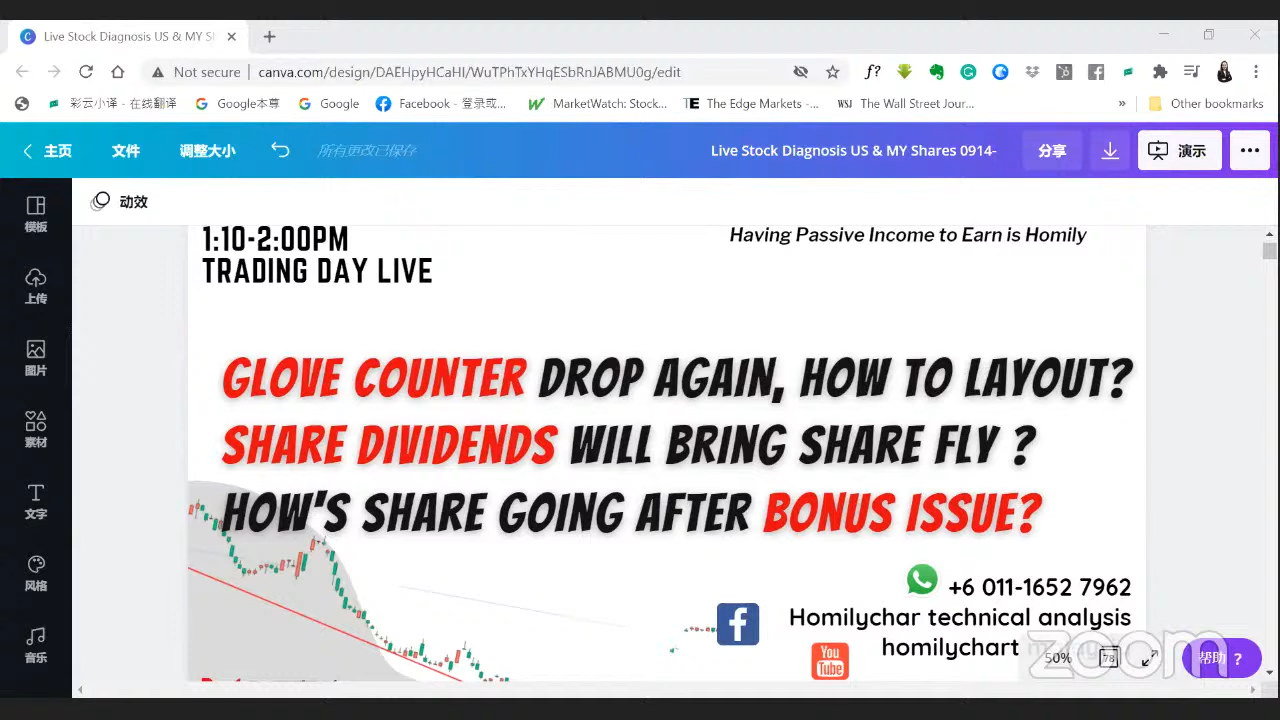 Live Stock Diagnosis US & MY S
Not secure
canva.com/design/DAEHpyHCaHI/WuTPhTxYHqESbRnJABMU0g/edit
f?
彩云小译 - 在线翻译
Google本尊
Google
Facebook - 登录或...
MarketWatch: Stock...
TE
The Edge Markets -...
WSJ
The Wall Street Jour...
»
Other bookmarks
主页
文件
调整大小
所有更改已保存
Live Stock Diagnosis US & MY Shares 0914-
分享
演示
动效
模板
上传
图片
素材
文字
风格
音乐
1:10-2:00PM
TRADING DAY LIVE
Having Passive Income to Earn is Homily
GLOVE COUNTER DROP AGAIN, HOW TO LAYOUT?
SHARE DIVIDENDS WILL BRING SHARE FLY ?
HOW'S SHARE GOING AFTER BONUS ISSUE?
+6 011-1652 7962
Homilychar technical analysis
homilychart
You
Tube
50%
78
帮助 ?
zoom